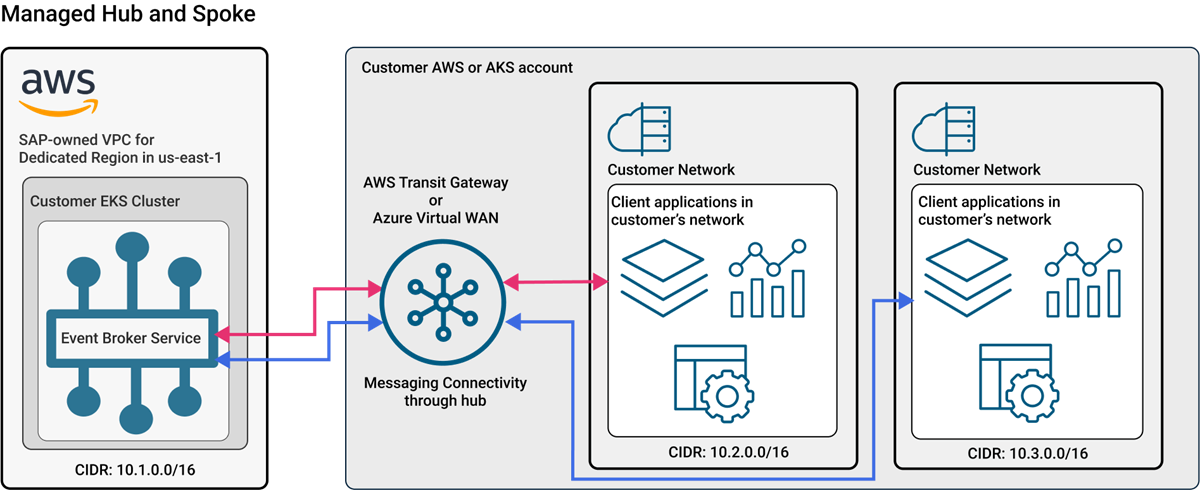 Managed Hub and Spoke
aws
SAP-owned VPC for
Dedicated Region in us-east-1
Customer EKS Cluster
Event Broker Service
CIDR: 10.1.0.0/16
Customer AWS or AKS account
AWS Transit Gateway
or
Azure Virtual WAN
Messaging Connectivity
through hub
Customer Network
Client applications in
customer's network
CIDR: 10.2.0.0/16
Customer Network
Client applications in
customer's network
CIDR: 10.3.0.0/16